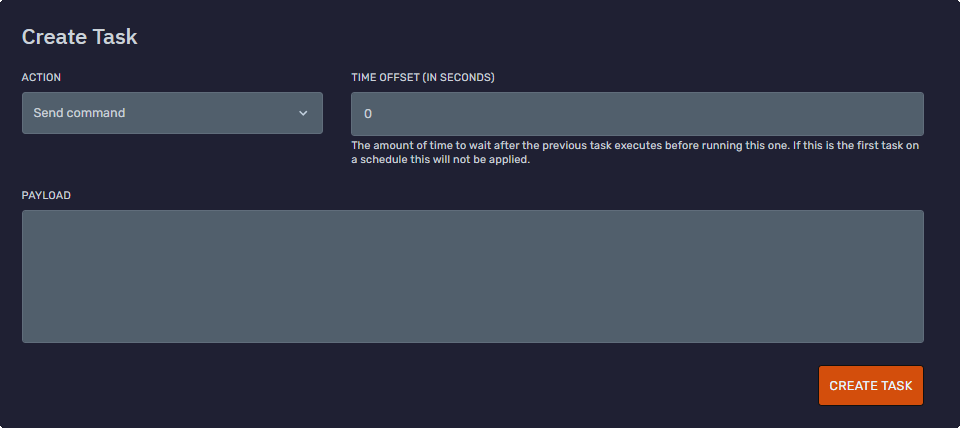 Create Task
ACTION
TIME OFFSET (IN SECONDS)
Send command
0
The amount of time to wait after the previous task executes before running this one. If this is the first task on
a schedule this will not be applied.
PAYLOAD
CREATE TASK